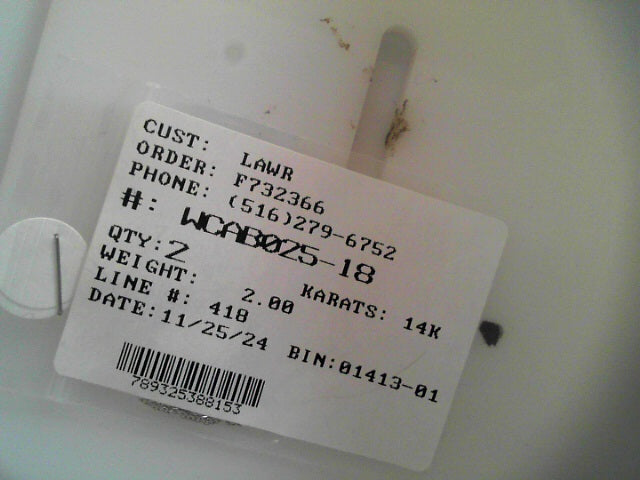 CUST: LAWR
ORDER: F732366
PHONE: (516)279-6752
#: WCAB025-18
QTY: 2
WEIGHT: 2.00 KARATS: 14K
LINE #: 418
DATE: 11/25/24 BIN: 01413-01
789325388153